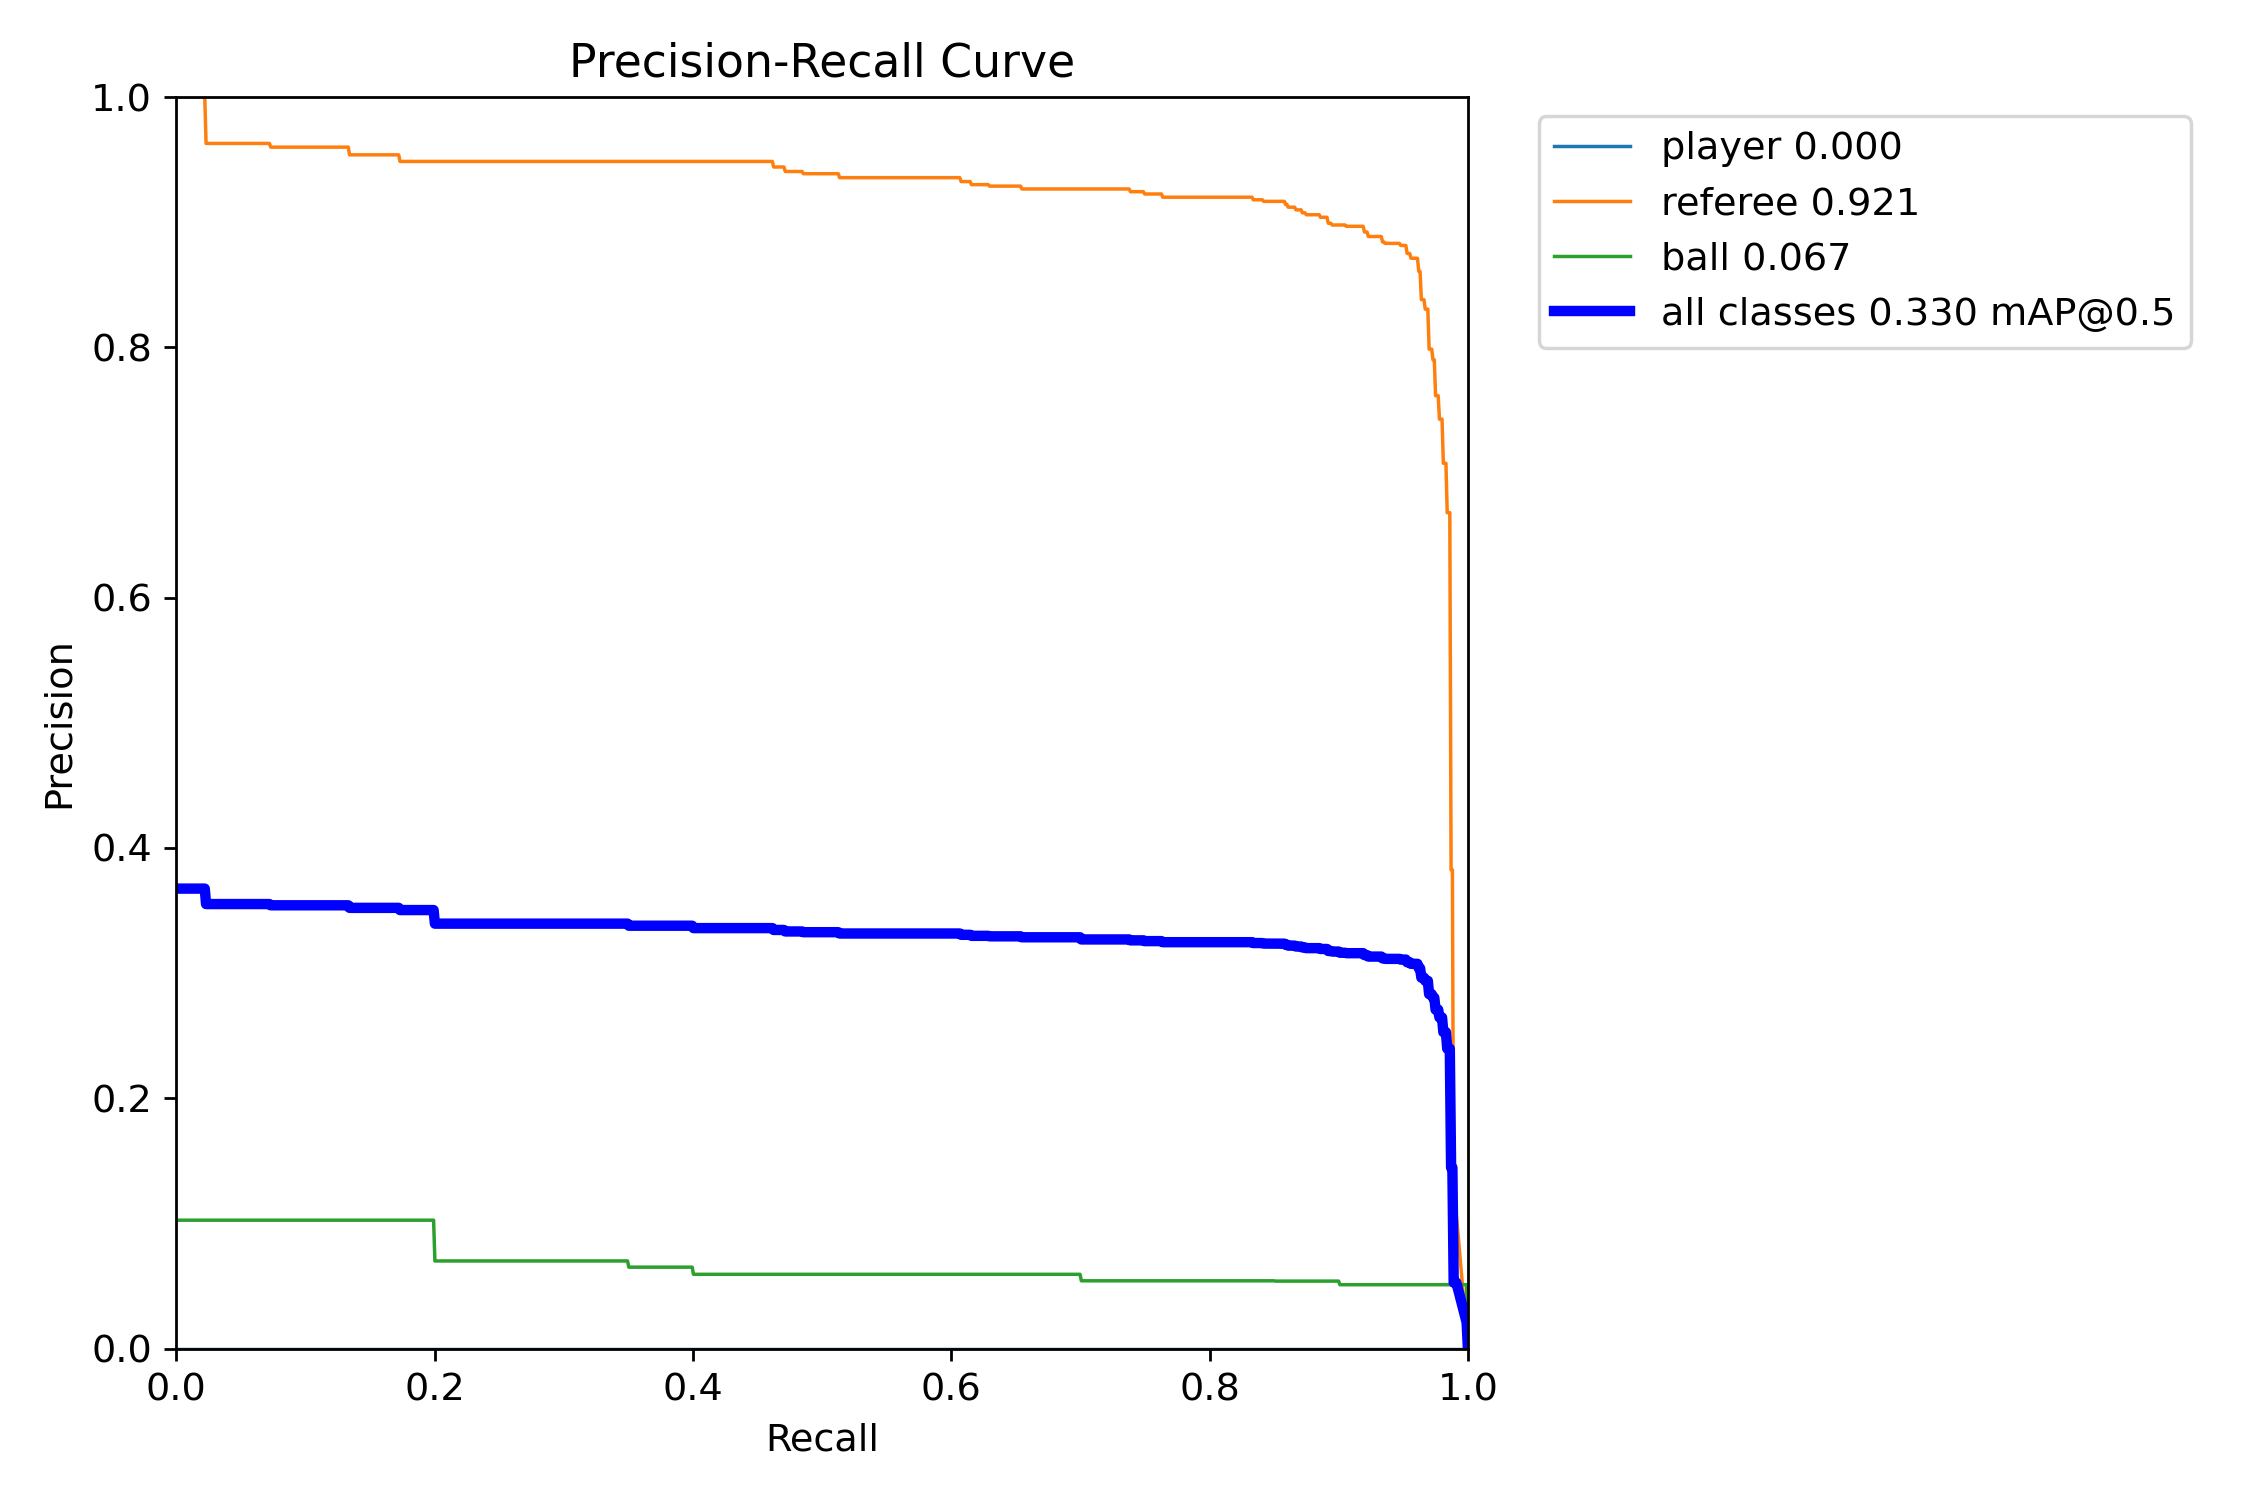 Precision-Recall Curve
1.0
0.8
0.6
0.4
0.2
0.0
Precision
0.0 0.2 0.4 0.6 0.8 1.0
Recall
player 0.000
referee 0.921
ball 0.067
all classes 0.330 mAP@0.5